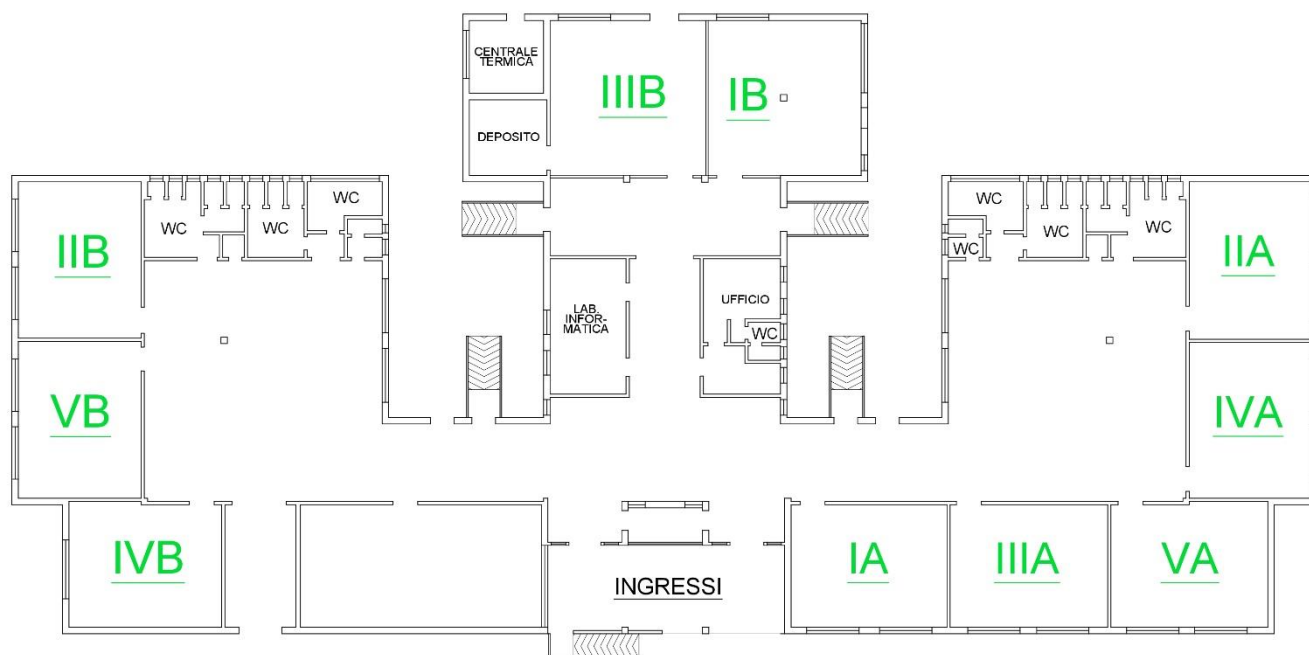 CENTRALE
TERMICA
IIIB
IB
DEPOSITO
WC
WC
WC
WC
WC
WC
WC
IIB
IIA
UFFICIO
LAB.
INFOR-
MATICA
WC
VB
IVA
IVB
INGRESSI
IA
IIIA
VA